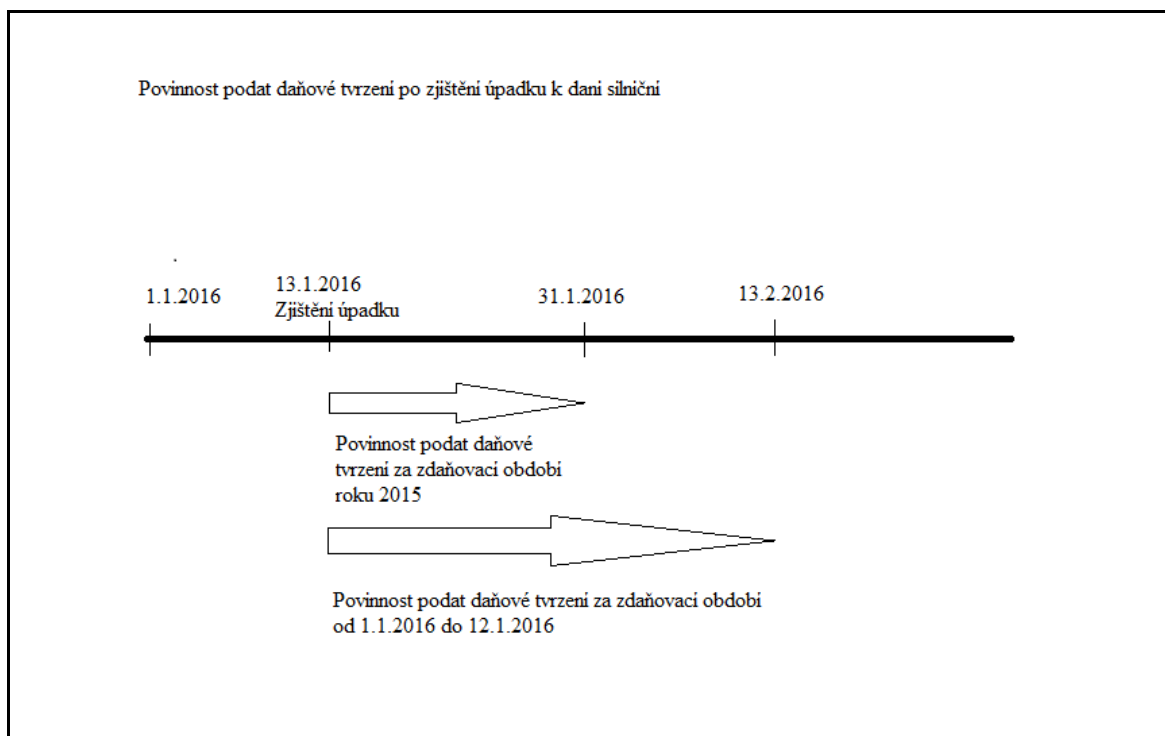 Povinnost podat daňové tvrzení po zjištění úpadku k dani silniční
1.1.2016
13.1.2016
Zjištění úpadku
31.1.2016
13.2.2016
Povinnost podat daňové
tvrzení za zdaňovací období
roku 2015
Povinnost podat daňové tvrzení za zdaňovací období
od 1.1.2016 do 12.1.2016